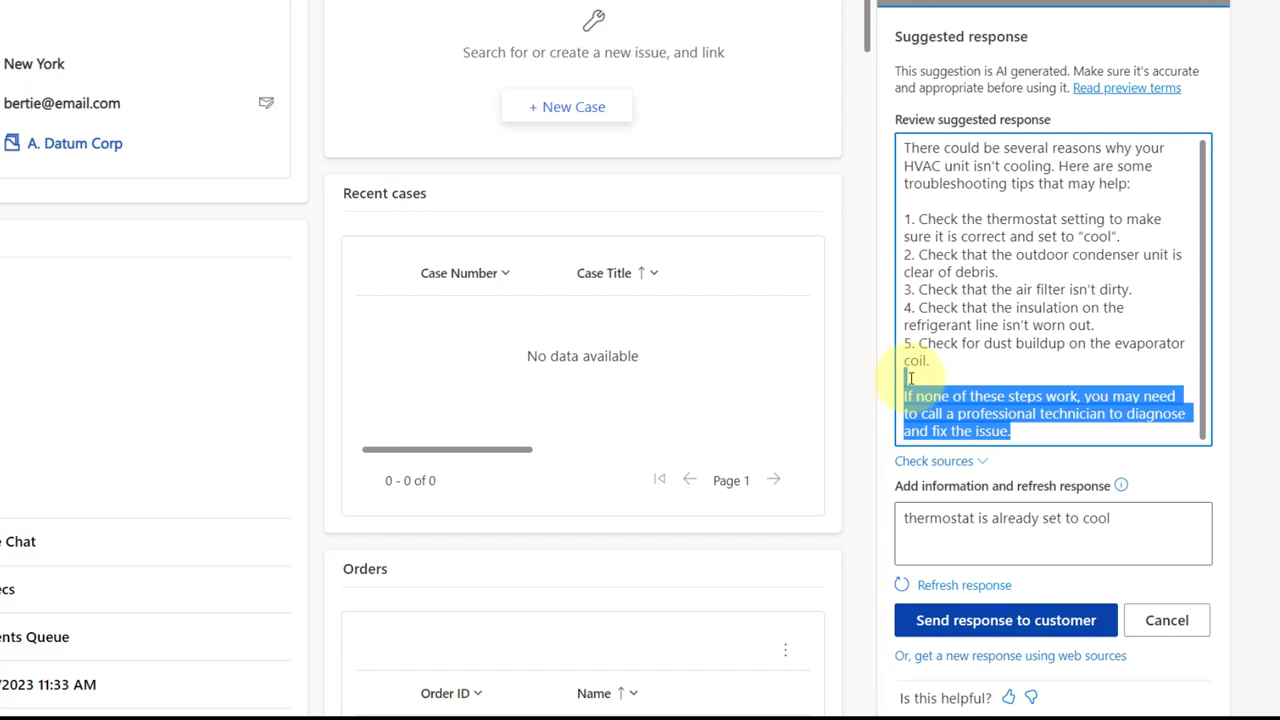 New York
bertie@email.com
A. Datum Corp
e Chat
ecs
ents Queue
/2023 11:33 AM
Search for or create a new issue, and link
+ New Case
Recent cases
Case Number
Case Title
No data available
0 - 0 of 0
Page 1
Orders
Order ID
Name
Suggested response
This suggestion is AI generated. Make sure it's accurate
and appropriate before using it. Read preview terms
Review suggested response
There could be several reasons why your
HVAC unit isn't cooling. Here are some
troubleshooting tips that may help:
1. Check the thermostat setting to make
sure it is correct and set to “cool”.
2. Check that the outdoor condenser unit is
clear of debris.
3. Check that the air filter isn’t dirty.
4. Check that the insulation on the
refrigerant line isn’t worn out.
5. Check for dust buildup on the evaporator
coil.
If none of these steps work, you may need
to call a professional technician to diagnose
and fix the issue.
Check sources
Add information and refresh response
thermostat is already set to cool
Refresh response
Send response to customer
Cancel
Or, get a new response using web sources
Is this helpful?